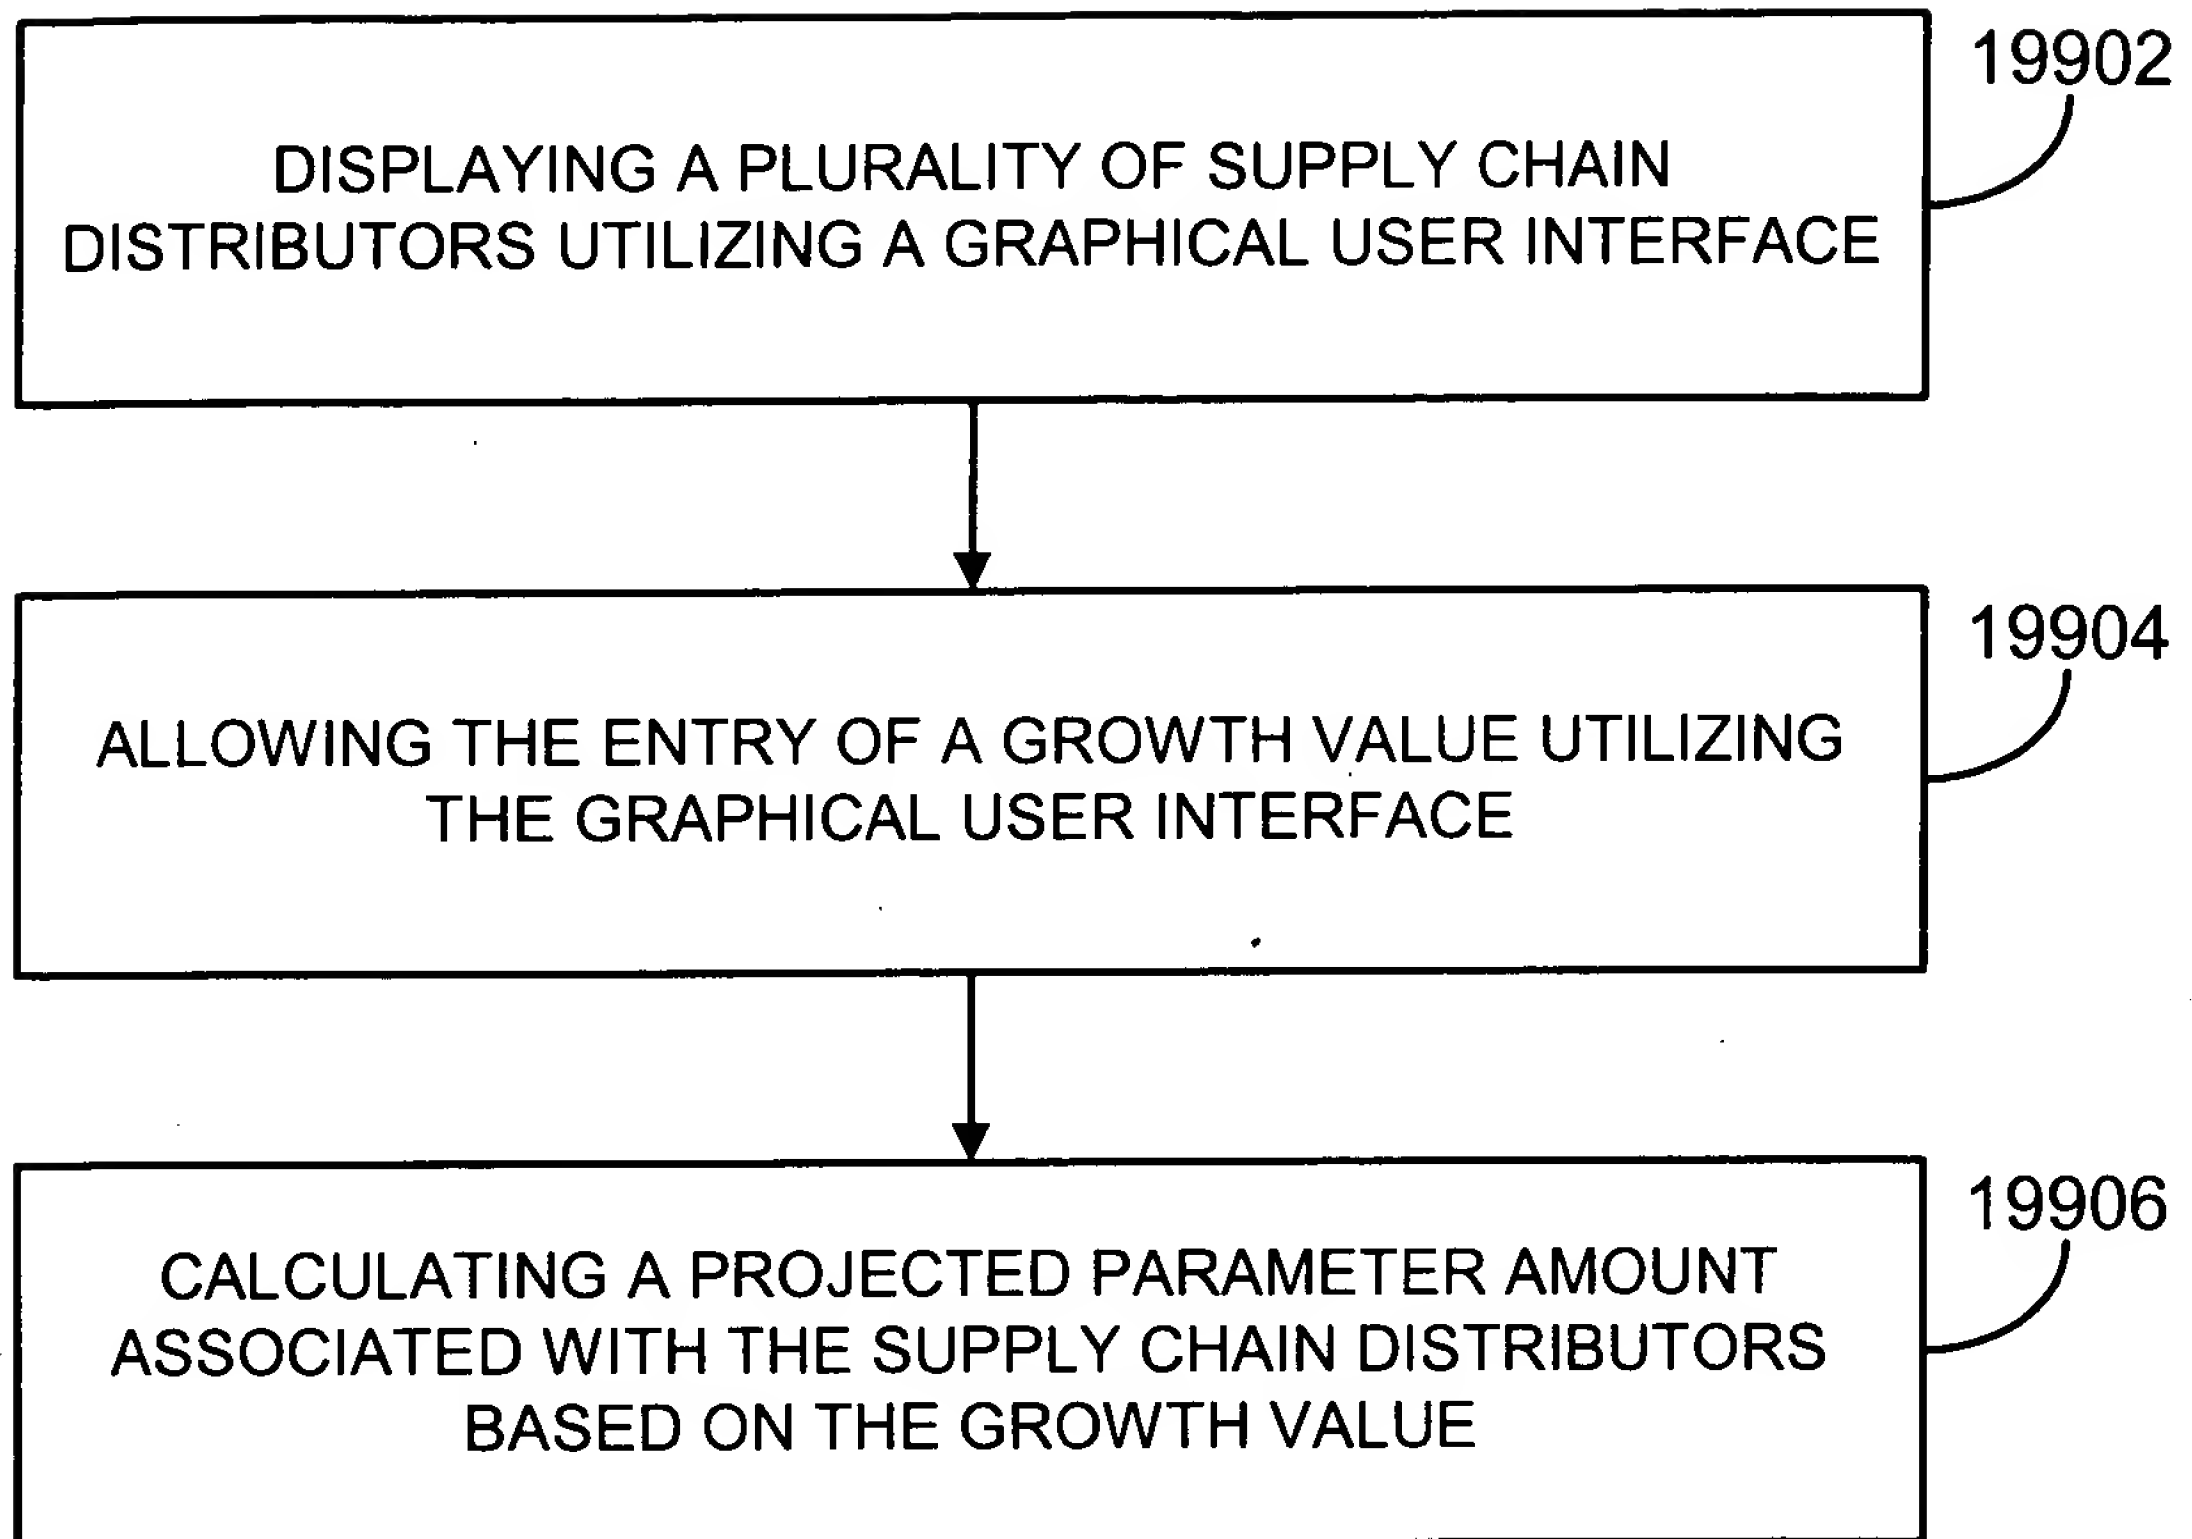 19902
DISPLAYING A PLURALITY OF SUPPLY CHAIN
DISTRIBUTORS UTILIZING A GRAPHICAL USER INTERFACE
19904
ALLOWING THE ENTRY OF A GROWTH VALUE UTILIZING
THE GRAPHICAL USER INTERFACE
19906
CALCULATING A PROJECTED PARAMETER AMOUNT
ASSOCIATED WITH THE SUPPLY CHAIN DISTRIBUTORS
BASED ON THE GROWTH VALUE